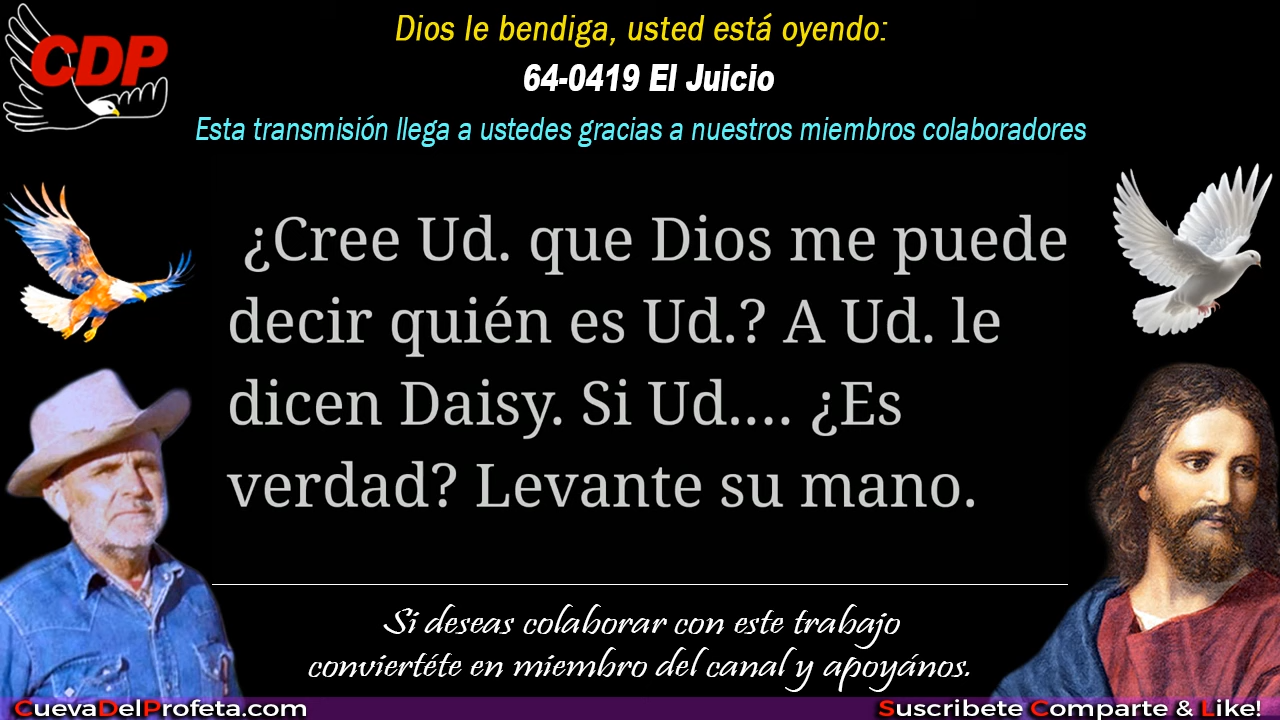 CDP
Dios le bendiga, usted está oyendo:
64-0419 El Juicio
Esta transmisión llega a ustedes gracias a nuestros miembros colaboradores
¿Cree Ud. que Dios me puede
decir quién es Ud.? A Ud. le
dicen Daisy. Si Ud.... ¿Es
verdad? Levante su mano.
Si deseas colaborar con este trabajo
conviertéte en miembro del canal y apoyános.
CuevaDelProfeta.com
Suscribete Comparte & Like!